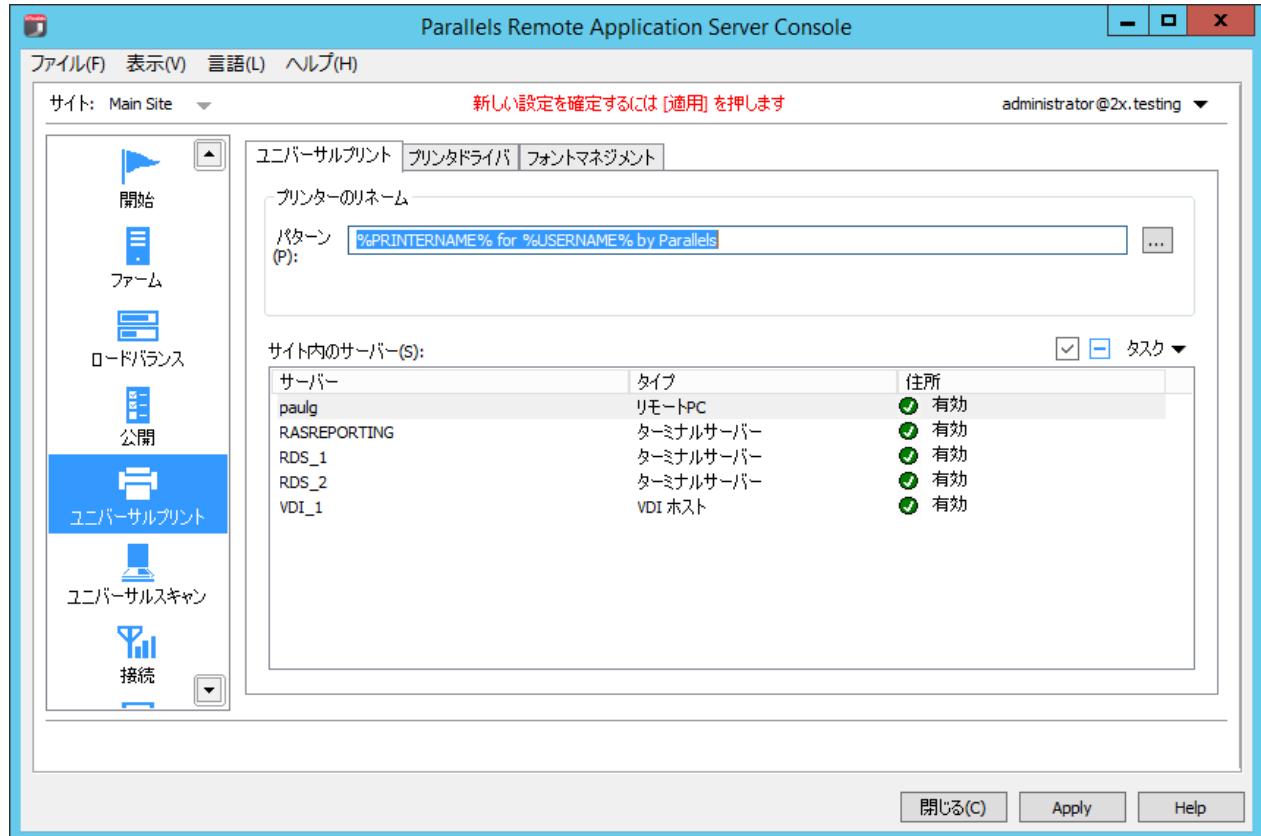 Parallels Remote Application Server Console
ファイル(F) 表示(V) 言語(L) ヘルプ(H)
サイト: Main Site 新しい設定を確定するには [適用] を押します administrator@2x.testing
開始
ファーム
ロードバランス
公開
ユニバーサルプリント
ユニバーサルスキャン
接続
ユニバーサルプリント プリンタドライバ フォントマネジメント
プリンターのリネーム
パターン %PRINTERNAME% for %USERNAME% by Parallels ...
(P):
サイト内のサーバー(S): タスク
サーバー タイプ 住所
paulg リモートPC 有効
RASREPORTING ターミナルサーバー 有効
RDS_1 ターミナルサーバー 有効
RDS_2 ターミナルサーバー 有効
VDI_1 VDI ホスト 有効
閉じる(C) Apply Help